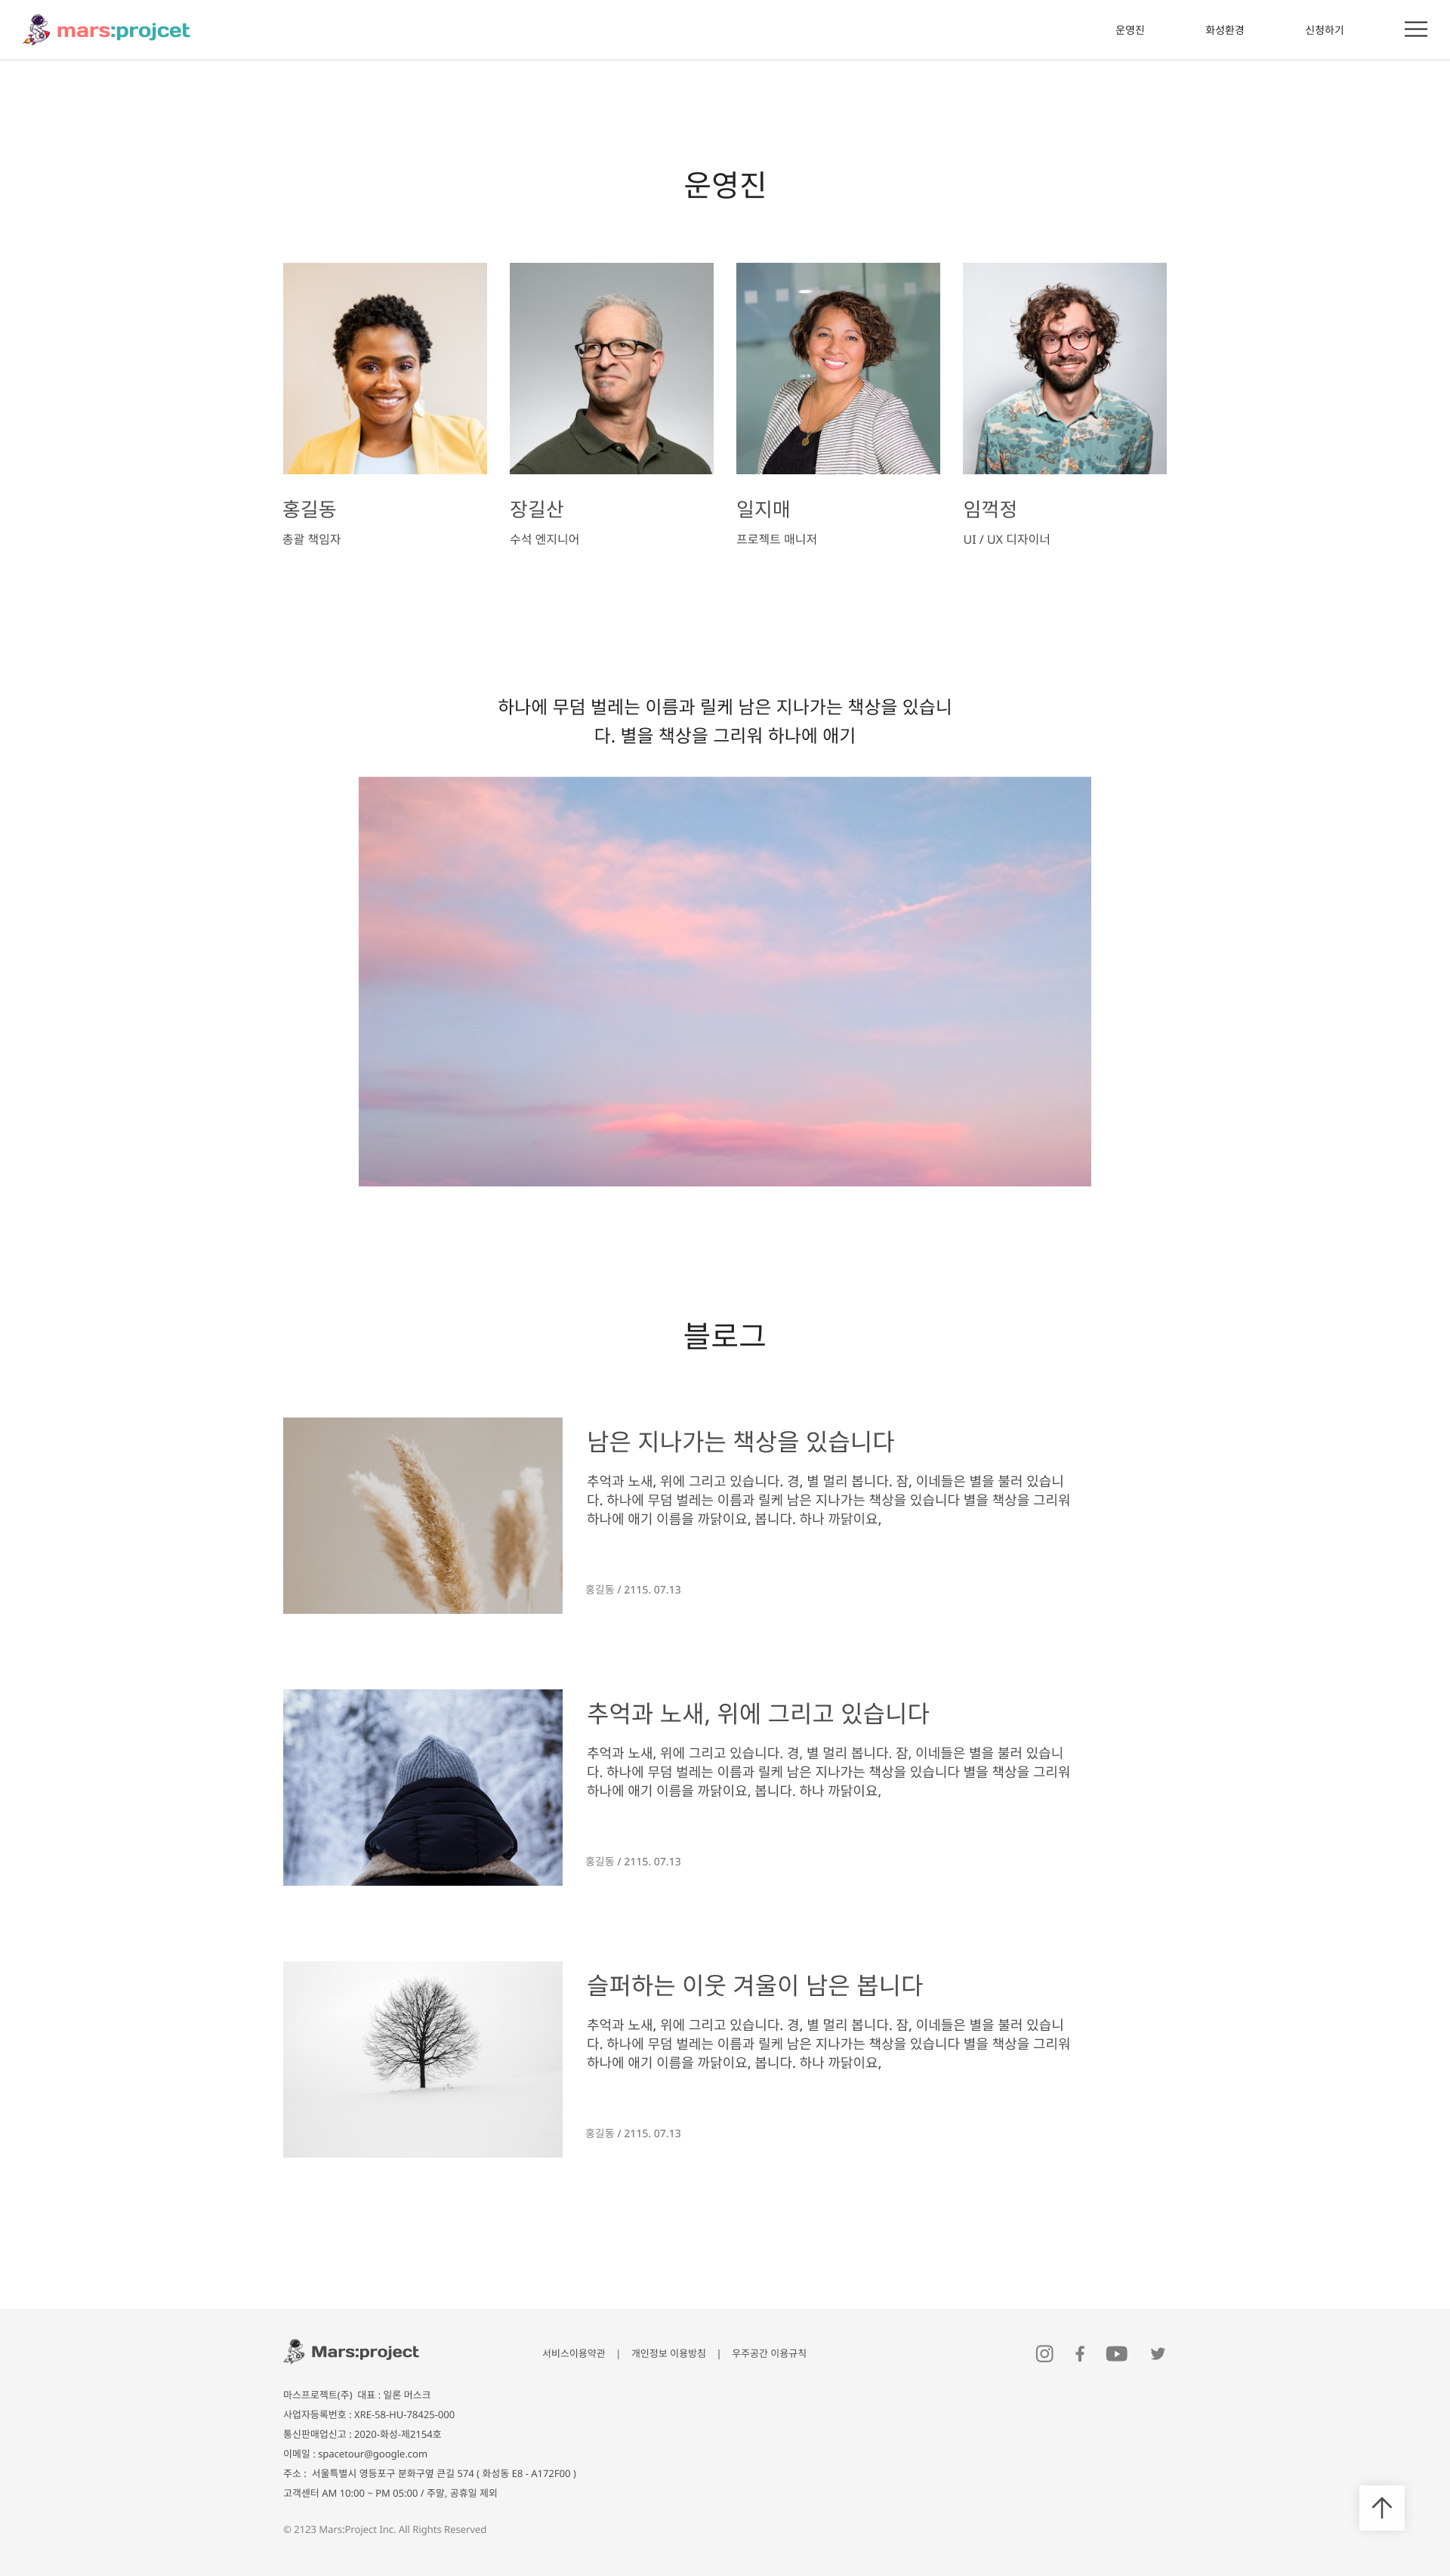 mars:projcet
운영진
화성환경
신청하기
운영진
홍길동
장길산
일지매
임꺽정
총괄 책임자
수석 엔지니어
프로젝트 매니저
UI / UX 디자이너
하나에 무덤 벌레는 이름과 릴케 남은 지나가는 책상을 있습니
다. 별을 책상을 그리워 하나에 애기
블로그
남은 지나가는 책상을 있습니다
추억과 노새, 위에 그리고 있습니다. 경, 별 멀리 봅니다. 잠, 이네들은 별을 불러 있습니
다. 하나에 무덤 벌레는 이름과 릴케 남은 지나가는 책상을 있습니다 별을 책상을 그리워
하나에 애기 이름을 까닭이요, 봅니다. 하나 까닭이요,
홍길동 / 2115. 07.13
추억과 노새, 위에 그리고 있습니다
추억과 노새, 위에 그리고 있습니다. 경, 별 멀리 봅니다. 잠, 이네들은 별을 불러 있습니
다. 하나에 무덤 벌레는 이름과 릴케 남은 지나가는 책상을 있습니다 별을 책상을 그리워
하나에 애기 이름을 까닭이요, 봅니다. 하나 까닭이요,
홍길동 / 2115. 07.13
슬퍼하는 이웃 겨울이 남은 봅니다
추억과 노새, 위에 그리고 있습니다. 경, 별 멀리 봅니다. 잠, 이네들은 별을 불러 있습니
다. 하나에 무덤 벌레는 이름과 릴케 남은 지나가는 책상을 있습니다 별을 책상을 그리워
하나에 애기 이름을 까닭이요, 봅니다. 하나 까닭이요,
홍길동 / 2115. 07.13
Mars:project
서비스이용약관 | 개인정보 이용방침 | 우주공간 이용규칙
마스프로젝트(주) 대표 : 일론 머스크
사업자등록번호 : XRE-58-HU-78425-000
통신판매업신고 : 2020-화성-제2154호
이메일 : spacetour@google.com
주소 : 서울특별시 영등포구 분화구옆 큰길 574 ( 화성동 E8 - A172F00 )
고객센터 AM 10:00 ~ PM 05:00 / 주말, 공휴일 제외
© 2123 Mars:Project Inc. All Rights Reserved